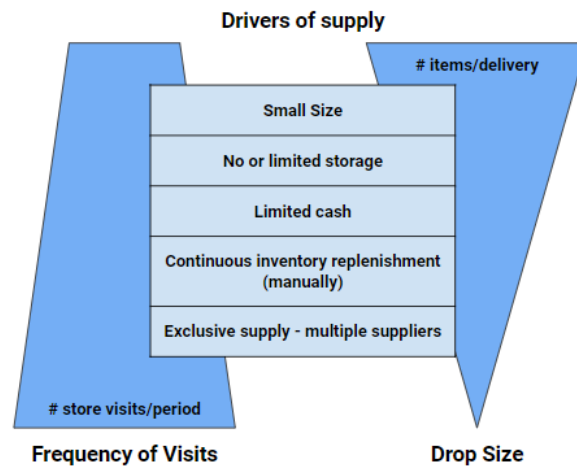 Drivers of supply
# items/delivery
Small Size
No or limited storage
Limited cash
Continuous inventory replenishment
(manually)
Exclusive supply - multiple suppliers
# store visits/period
Frequency of Visits
Drop Size